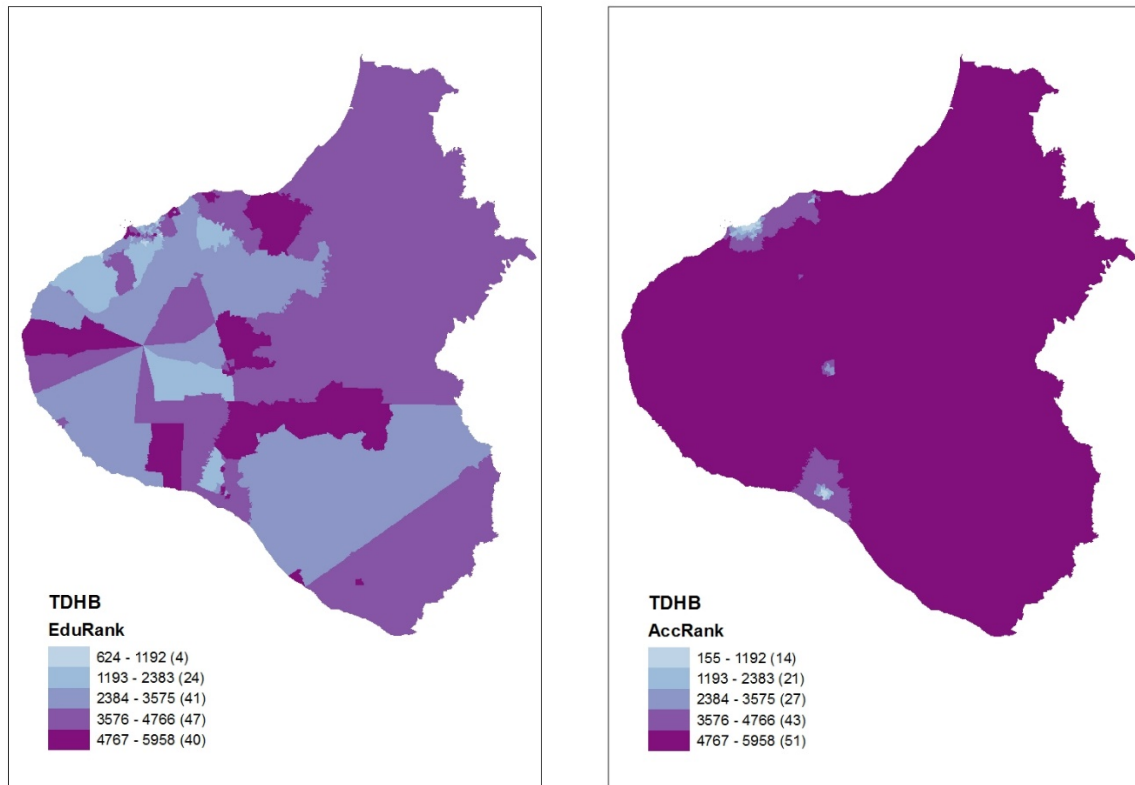 TDHB
EduRank
624 - 1192 (4)
1193 - 2383 (24)
2384 - 3575 (41)
3576 - 4766 (47)
4767 - 5958 (40)
TDHB
AccRank
155 - 1192 (14)
1193 - 2383 (21)
2384 - 3575 (27)
3576 - 4766 (43)
4767 - 5958 (51)